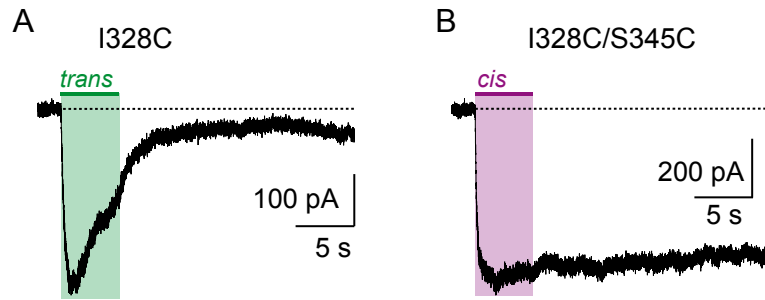 A
I328C
trans
100 pA
5 s
B
I328C/S345C
cis
200 pA
5 s